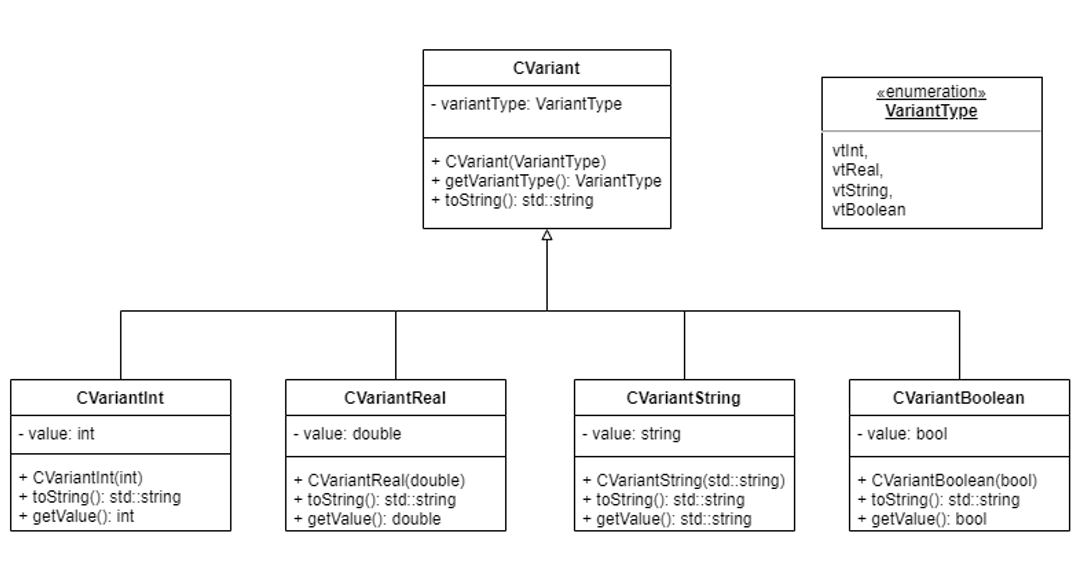 CVariant
- variantType: VariantType
+ CVariant(VariantType)
+ getVariantType(): VariantType
+ toString(): std::string
«enumeration»
VariantType
vtInt,
vtReal,
vtString,
vtBoolean
CVariantInt
- value: int
+ CVariantInt(int)
+ toString(): std::string
+ getValue(): int
CVariantReal
- value: double
+ CVariantReal(double)
+ toString(): std::string
+ getValue(): double
CVariantString
- value: string
+ CVariantString(std::string)
+ toString(): std::string
+ getValue(): std::string
CVariantBoolean
- value: bool
+ CVariantBoolean(bool)
+ toString(): std::string
+ getValue(): bool